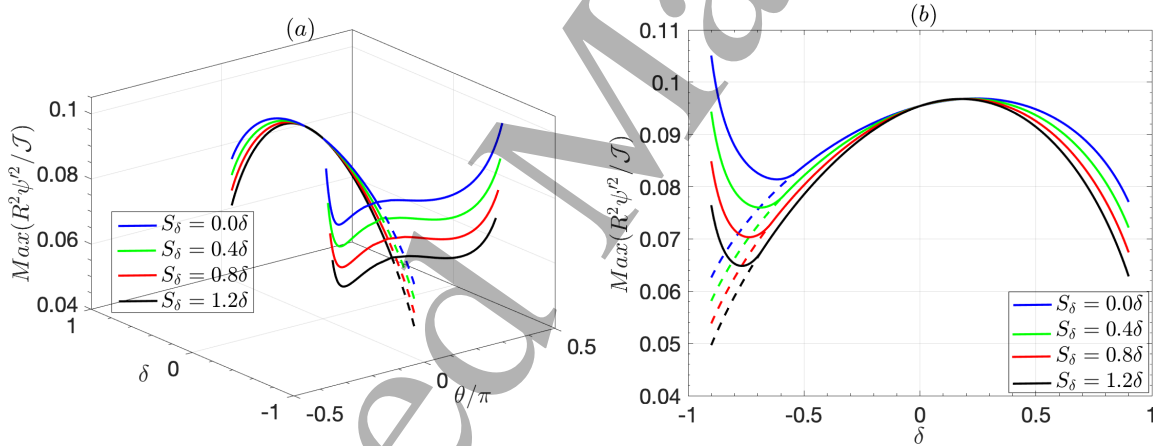 (a)
Max(R²ψ′²/𝒥)
0.1
0.08
0.06
0.04
1
0
-1
δ
-0.5
0
0.5
θ/π
S_δ = 0.0δ
S_δ = 0.4δ
S_δ = 0.8δ
S_δ = 1.2δ
(b)
Max(R²ψ′²/𝒥)
0.11
0.1
0.09
0.08
0.07
0.06
0.05
0.04
-1
-0.5
0
0.5
1
δ
S_δ = 0.0δ
S_δ = 0.4δ
S_δ = 0.8δ
S_δ = 1.2δ